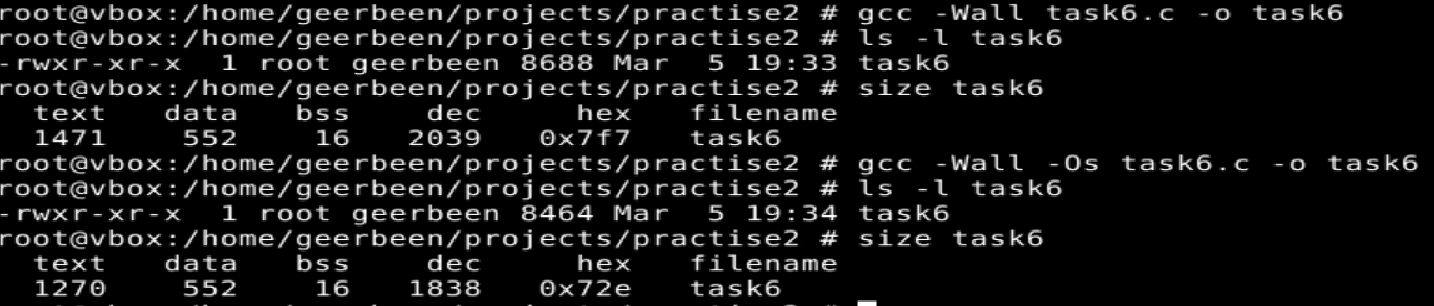 root@vbox:/home/geerbeen/projects/practise2 # gcc -Wall task6.c -o task6
root@vbox:/home/geerbeen/projects/practise2 # ls -l task6
-rwxr-xr-x  1 root geerbeen 8688 Mar  5 19:33 task6
root@vbox:/home/geerbeen/projects/practise2 # size task6
   text    data     bss     dec     hex   filename
   1471     552      16    2039   0x7f7   task6
root@vbox:/home/geerbeen/projects/practise2 # gcc -Wall -Os task6.c -o task6
root@vbox:/home/geerbeen/projects/practise2 # ls -l task6
-rwxr-xr-x  1 root geerbeen 8464 Mar  5 19:34 task6
root@vbox:/home/geerbeen/projects/practise2 # size task6
   text    data     bss     dec     hex   filename
   1270     552      16    1838   0x72e   task6